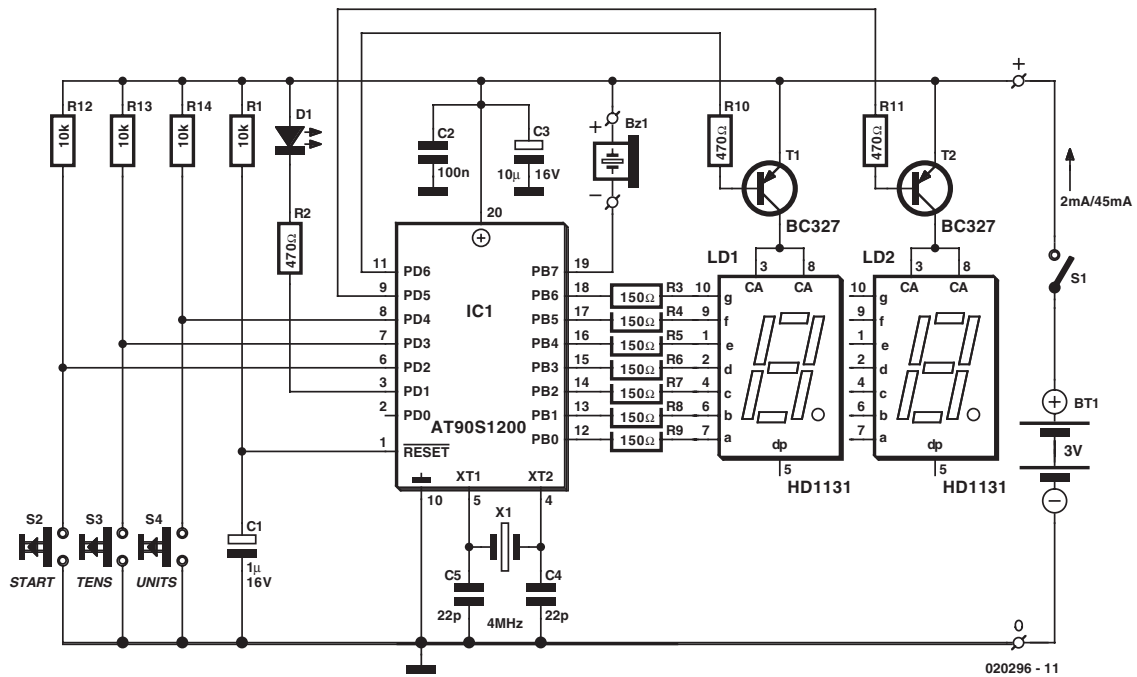 R12
R13
R14
R1
D1
10k
10k
10k
10k
R2
470Ω
C2
100n
C3
10µ
16V
+
Bz1
–
R10
470Ω
T1
BC327
R11
470Ω
T2
BC327
+
2mA/45mA
S1
BT1
3V
20
11
PD6
9
PD5
8
PD4
7
PD3
6
PD2
3
PD1
2
PD0
1
RESET
IC1
AT90S1200
PB7
19
PB6
18
PB5
17
PB4
16
PB3
15
PB2
14
PB1
13
PB0
12
XT1
XT2
10
5
4
150Ω
R3
150Ω
R4
150Ω
R5
150Ω
R6
150Ω
R7
150Ω
R8
150Ω
R9
LD1
3
8
CA
CA
10
g
9
f
1
e
2
d
4
c
6
b
7
a
dp
5
HD1131
LD2
3
8
CA
CA
10
g
9
f
1
e
2
d
4
c
6
b
7
a
dp
5
HD1131
S2
START
S3
TENS
S4
UNITS
C1
1µ
16V
X1
4MHz
C5
22p
C4
22p
0
020296 - 11